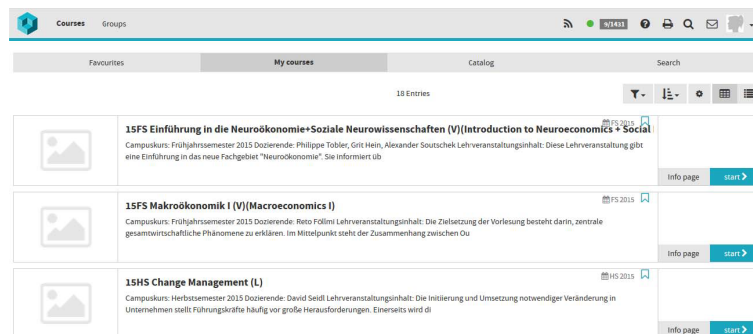 Courses Groups 9/1431
Favourites My courses Catalog Search
18 Entries
FS 2015
15FS Einführung in die Neuroökonomie+Soziale Neurowissenschaften (V)(Introduction to Neuroeconomics + Social
Campuskurs: Frühjahrssemester 2015 Dozierende: Philippe Tobler, Grit Hein, Alexander Soutschek Lehrveranstaltungsinhalt: Diese Lehrveranstaltung gibt
eine Einführung in das neue Fachgebiet "Neuroökonomie". Sie informiert üb
Info page start
FS 2015
15FS Makroökonomik I (V)(Macroeconomics I)
Campuskurs: Frühjahrssemester 2015 Dozierende: Reto Föllmi Lehrveranstaltungsinhalt: Die Zielsetzung der Vorlesung besteht darin, zentrale
gesamtwirtschaftliche Phänomene zu erklären. Im Mittelpunkt steht der Zusammenhang zwischen Ou
Info page start
HS 2015
15HS Change Management (L)
Campuskurs: Herbstsemester 2015 Dozierende: David Seidl Lehrveranstaltungsinhalt: Die Initiierung und Umsetzung notwendiger Veränderung in
Unternehmen stellt Führungskräfte häufig vor große Herausforderungen. Einerseits wird di
Info page start